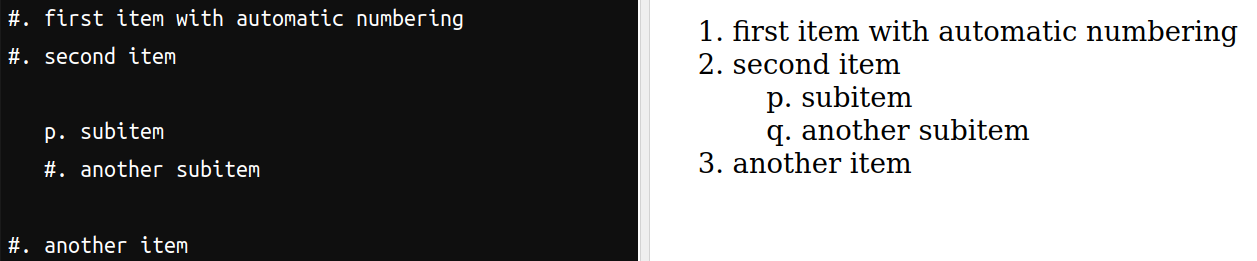 #. first item with automatic numbering
#. second item
p. subitem
#. another subitem
#. another item
1. first item with automatic numbering
2. second item
p. subitem
q. another subitem
3. another item